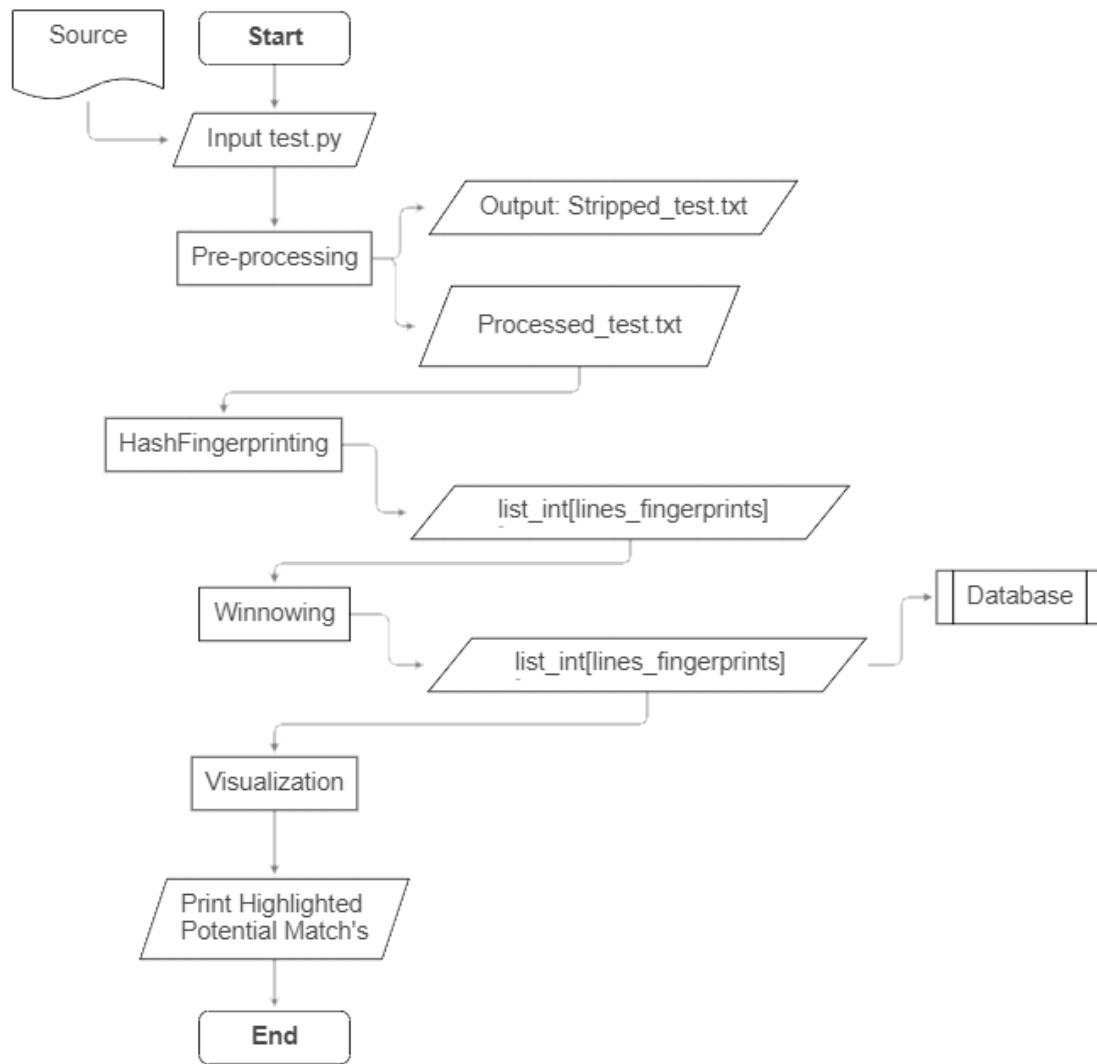 Source
Start
Input test.py
Output: Stripped_test.txt
Pre-processing
Processed_test.txt
HashFingerprinting
list_int[lines_fingerprints]
Winnowing
Database
list_int[lines_fingerprints]
Visualization
Print Highlighted
Potential Match's
End